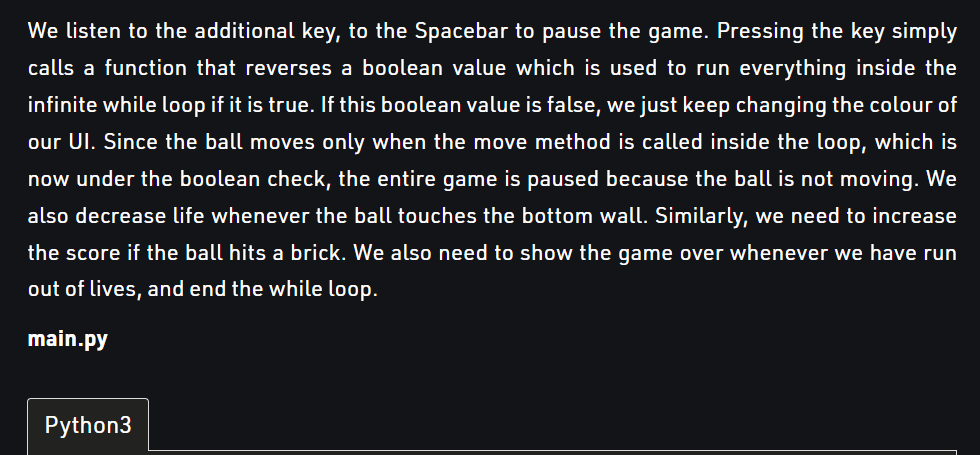 We listen to the additional key, to the Spacebar to pause the game. Pressing the key simply
calls a function that reverses a boolean value which is used to run everything inside the
infinite while loop if it is true. If this boolean value is false, we just keep changing the colour of
our UI. Since the ball moves only when the move method is called inside the loop, which is
now under the boolean check, the entire game is paused because the ball is not moving. We
also decrease life whenever the ball touches the bottom wall. Similarly, we need to increase
the score if the ball hits a brick. We also need to show the game over whenever we have run
out of lives, and end the while loop.
main.py
Python3